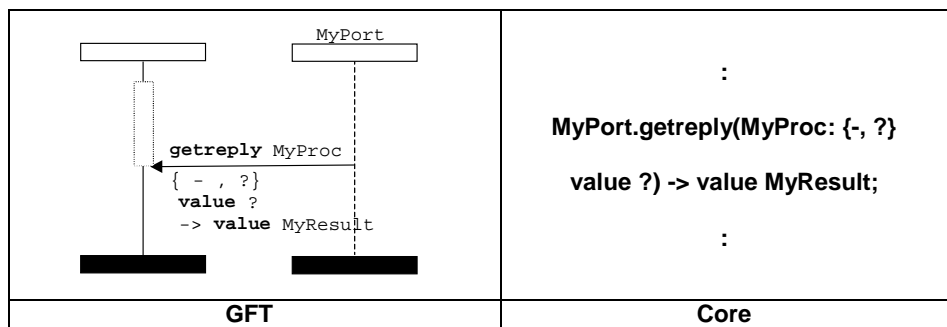 MyPort
getreply MyProc
{ - , ?}
value ?
-> value MyResult
:
MyPort.getreply(MyProc: {-, ?}
value ?) -> value MyResult;
:
GFT
Core